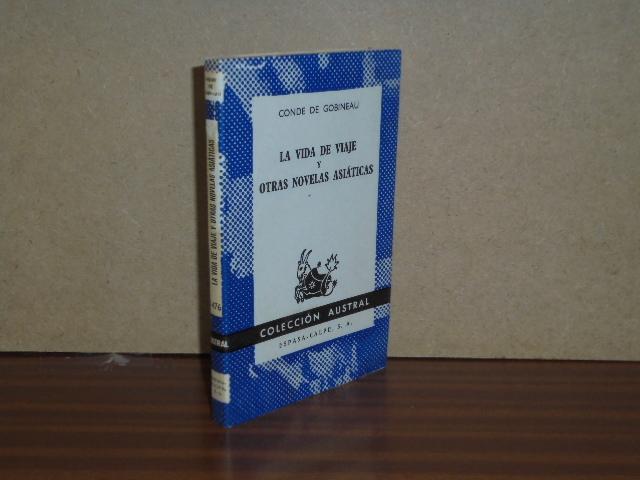 CONDE DE GOBINEAU
LA VIDA DE VIAJE
Y
OTRAS NOVELAS ASIÁTICAS
COLECCIÓN AUSTRAL
ESPASA-CALPE, S. A.
LA VIDA DE VIAJE Y OTRAS NOVELAS ASIÁTICAS
476
AUSTRAL